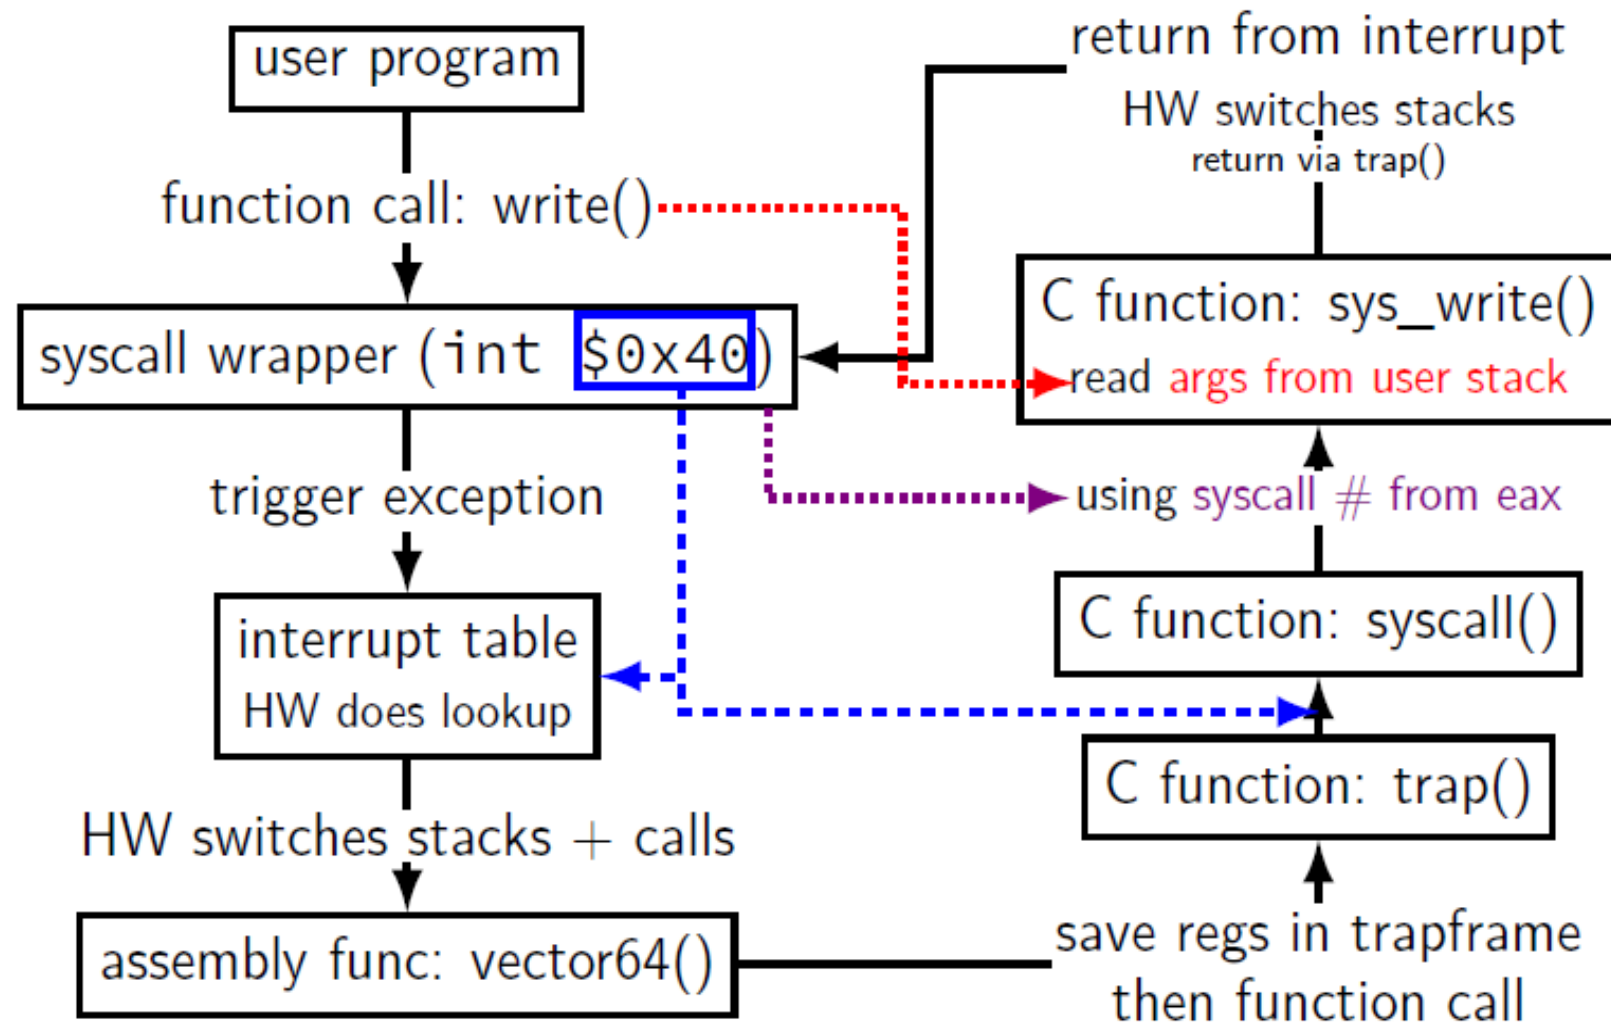 user program
function call: write()
syscall wrapper (int $0x40)
trigger exception
interrupt table
HW does lookup
HW switches stacks + calls
assembly func: vector64()
save regs in trapframe
then function call
C function: trap()
C function: syscall()
using syscall # from eax
C function: sys_write()
read args from user stack
return from interrupt
HW switches stacks
return via trap()